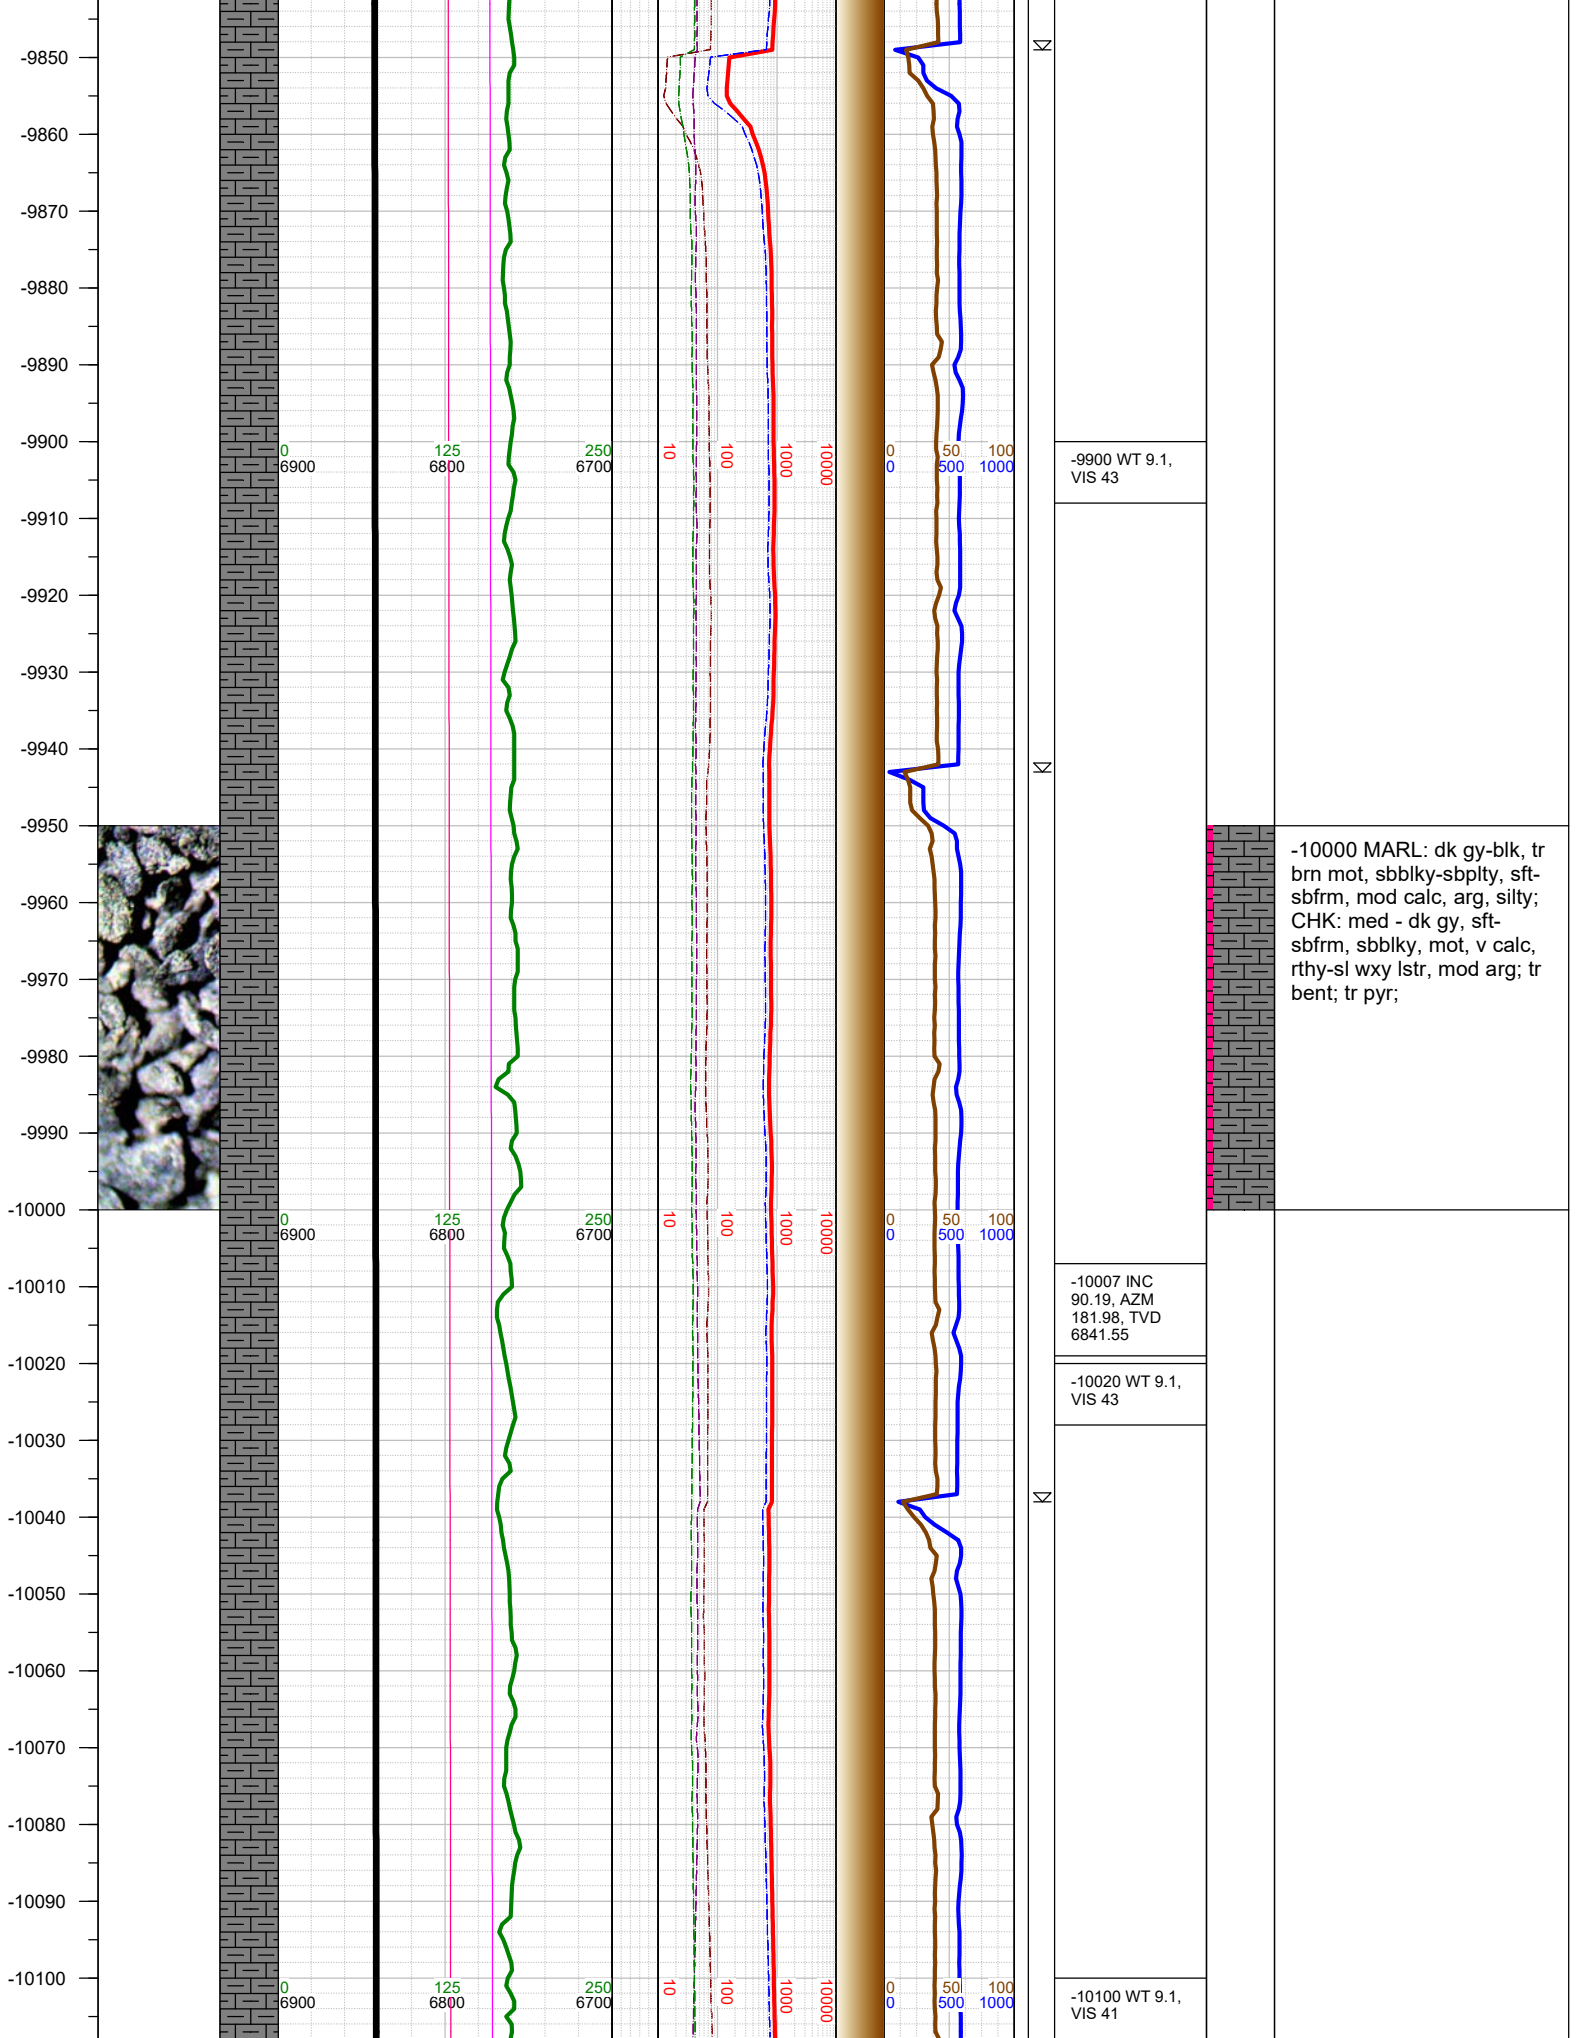 -9850
-9860
-9870
-9880
-9890
-9900
0 125 250
6900 6800 6700
10 100 1000 10000
0 50 100
0 500 1000
-9900 WT 9.1,
VIS 43
-9910
-9920
-9930
-9940
-9950
-10000 MARL: dk gy-blk, tr
brn mot, sbblky-sbplty, sft-
sbfrm, mod calc, arg, silty;
CHK: med - dk gy, sft-
sbfrm, sbblky, mot, v calc,
rthy-sl wxy lstr, mod arg; tr
bent; tr pyr;
-9960
-9970
-9980
-9990
-10000
0 125 250
6900 6800 6700
10 100 1000 10000
0 50 100
0 500 1000
-10007 INC
90.19, AZM
181.98, TVD
6841.55
-10010
-10020
-10020 WT 9.1,
VIS 43
-10030
-10040
-10050
-10060
-10070
-10080
-10090
-10100
0 125 250
6900 6800 6700
10 100 1000 10000
0 50 100
0 500 1000
-10100 WT 9.1,
VIS 41